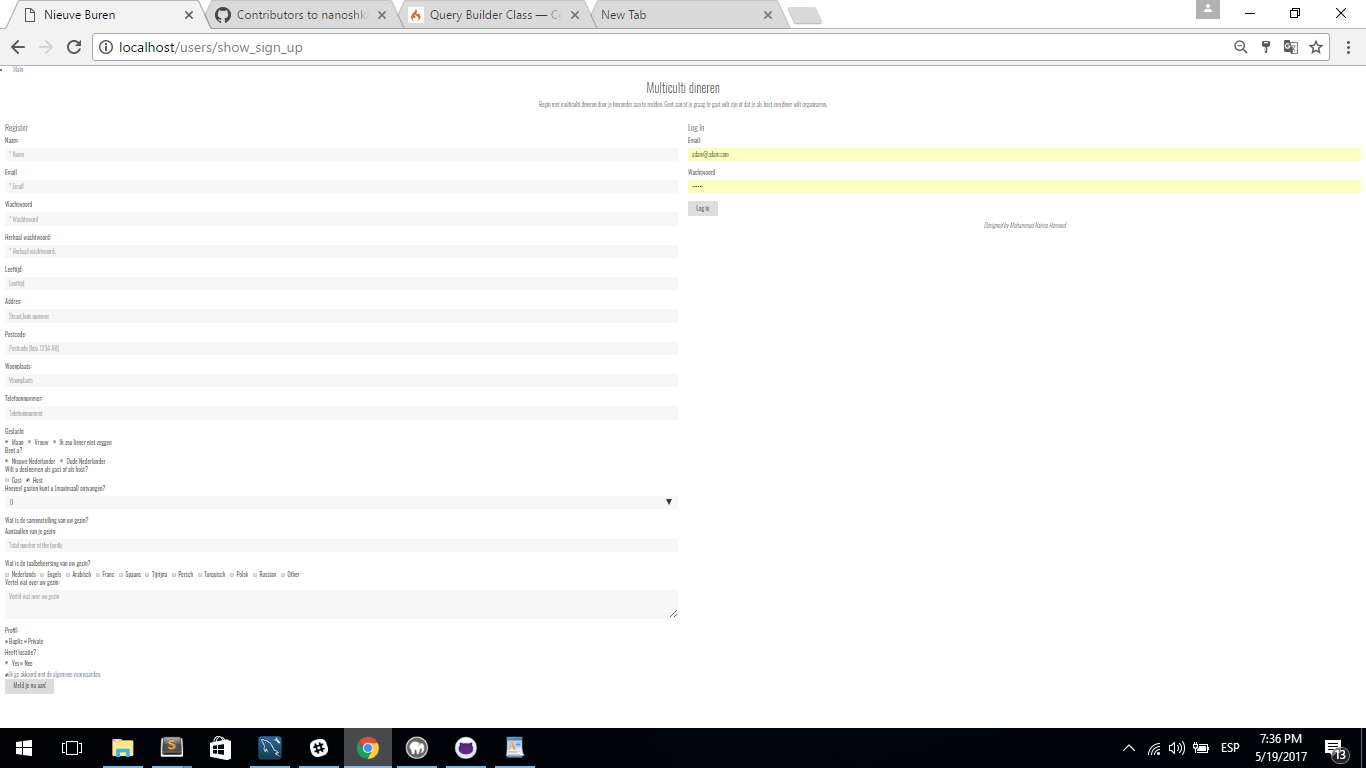 Nieuve Buren
Contributors to nanoshk
Query Builder Class — Co
New Tab
localhost/users/show_sign_up
Main
Multiculti dineren
Begin met multiculti dineren door je hieronder aan te melden. Geef aan of je graag te gast wilt zijn of dat je als host een diner wilt organiseren.
Register
Naam:
* Name
Email
* Email
Wachtwoord
* Wachtwoord
Herhaal wachtwoord:
* Herhaal wachtwoord:
Leeftijd:
Leeftijd
Addres:
Straat,huis nummer
Postcode:
Postcode (bijv. 1234 AB)
Woonplaats:
Woonplaats
Telefoonnummer:
Telefoonnummer
Geslacht
Maan Vrouw Ik zou liever niet zeggen
Bent u?
Nieuwe Nederlander Oude Nederlander
Wilt u deelnemen als gast of als host?
Gast Host
Hoeveel gasten kunt u (maximaal) ontvangen?
0
Wat is de samenstelling van uw gezin?
Aantaallen van je gezin:
Total number of the family
Wat is de taalbeheersing van uw gezin?
Nederlands Engels Arabisch Franc Spaans Tijrijna Persch Turquisch Polsk Russian Other
Vertel wat over uw gezin:
Vertel wat over uw gezin
Profil:
Buplic Private
Heeft locatie?
Yes Nee
Ik ga akkoord met de algemene voorwaarden.
Meld je nu aan!
Log In
Email:
adam@adam.com
Wachtwoord
Log in
Designed by Mohammed Nanos Hameed
ESP
7:36 PM
5/19/2017
13